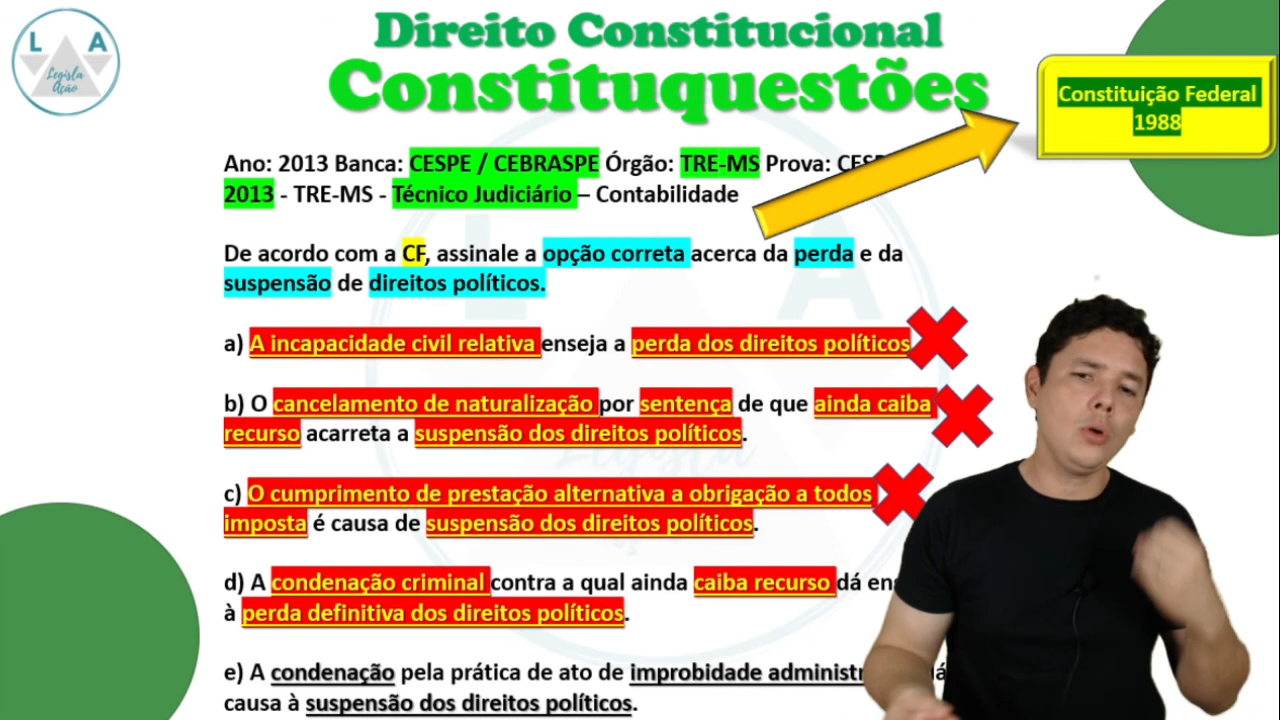 L A
Legisla
Ação
Direito Constitucional
Constituquestões
Constituição Federal
1988
Ano: 2013 Banca: CESPE / CEBRASPE Órgão: TRE-MS Prova:
2013 - TRE-MS - Técnico Judiciário – Contabilidade
De acordo com a CF, assinale a opção correta acerca da perda e da
suspensão de direitos políticos.
a) A incapacidade civil relativa enseja a perda dos direitos políticos
b) O cancelamento de naturalização por sentença de que ainda caiba
recurso acarreta a suspensão dos direitos políticos.
c) O cumprimento de prestação alternativa a obrigação a todos
imposta é causa de suspensão dos direitos políticos.
d) A condenação criminal contra a qual ainda caiba recurso dá
à perda definitiva dos direitos políticos.
e) A condenação pela prática de ato de improbidade
causa à suspensão dos direitos políticos.